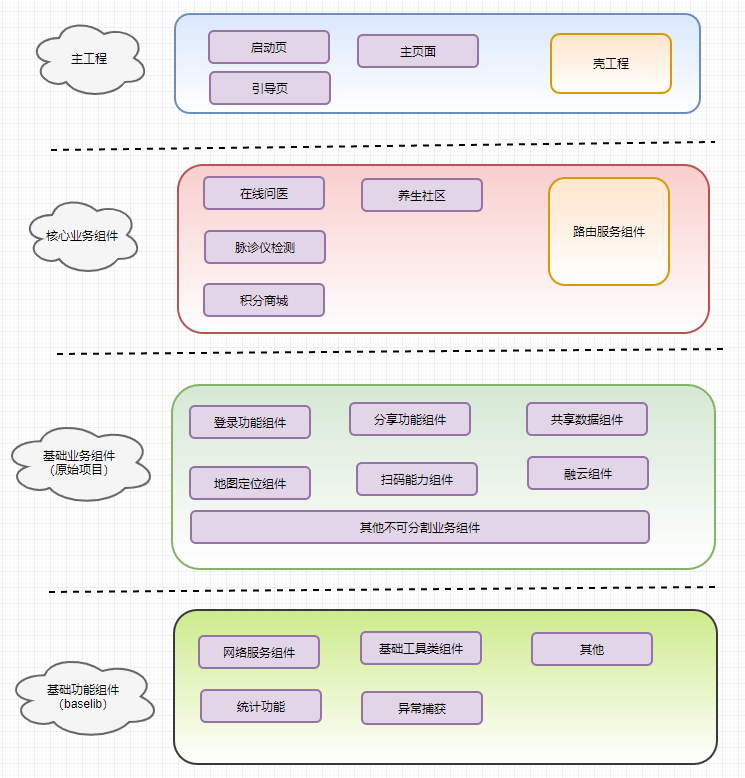 主工程
启动页
主页面
壳工程
引导页
核心业务组件
在线问医
养生社区
路由服务组件
脉诊仪检测
积分商城
基础业务组件
（原始项目）
登录功能组件
分享功能组件
共享数据组件
地图定位组件
扫码能力组件
融云组件
其他不可分割业务组件
基础功能组件
（baselib）
网络服务组件
基础工具类组件
其他
统计功能
异常捕获